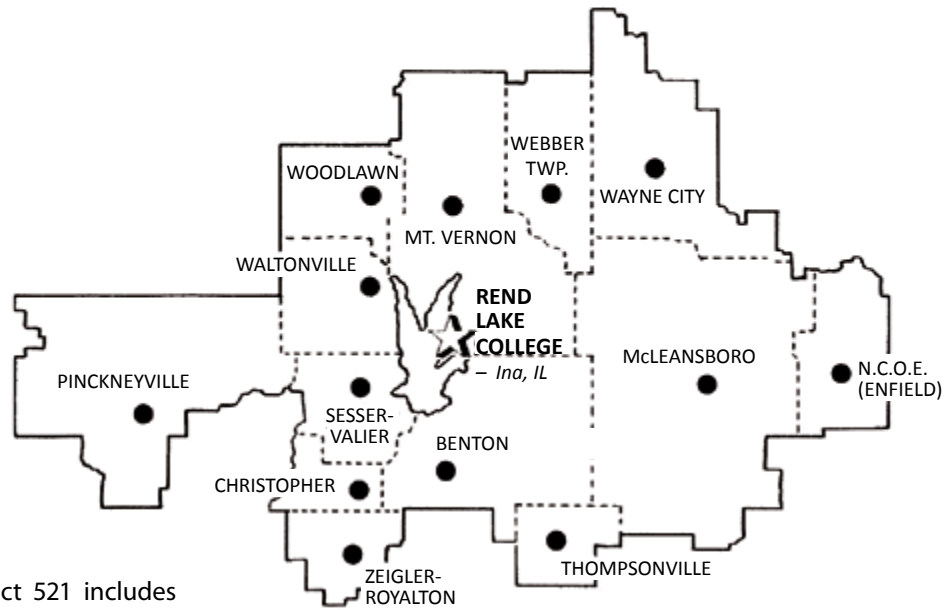 WEBBER
TWP.
WOODLAWN
WAYNE CITY
MT. VERNON
WALTONVILLE
REND
LAKE
COLLEGE
– Ina, IL
McLEANSBORO
N.C.O.E.
(ENFIELD)
PINCKNEYVILLE
SESSER-
VALIER
BENTON
CHRISTOPHER
THOMPSONVILLE
ZEIGLER-
ROYALTON
ct 521 includes